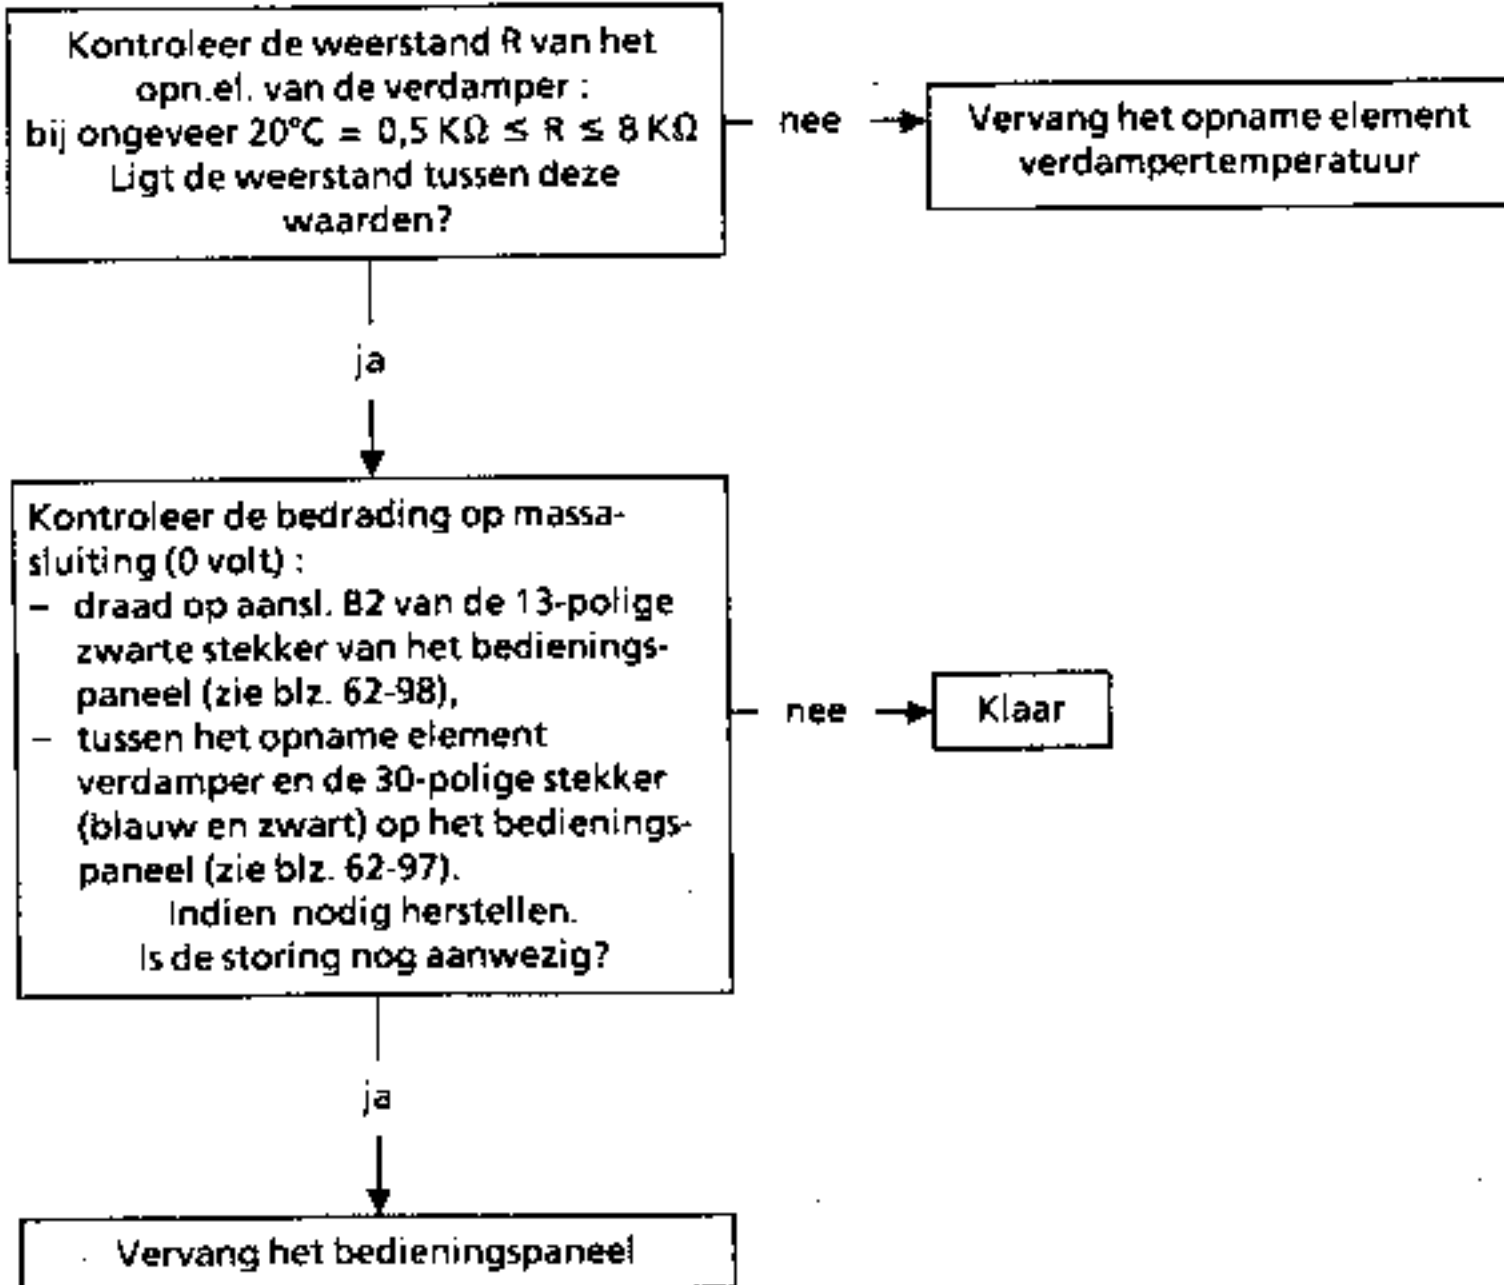 Kontroleer de weerstand R van het
opn.el. van de verdamper :
bij ongeveer 20°C = 0,5 KΩ ≤ R ≤ 8 KΩ
Ligt de weerstand tussen deze
waarden?
nee
Vervang het opname element
verdampertemperatuur
ja
Kontroleer de bedrading op massa-
sluiting (0 volt) :
– draad op aansl. B2 van de 13-polige
zwarte stekker van het bedienings-
paneel (zie blz. 62-98),
– tussen het opname element
verdamper en de 30-polige stekker
(blauw en zwart) op het bedienings-
paneel (zie blz. 62-97).
Indien nodig herstellen.
Is de storing nog aanwezig?
nee
Klaar
ja
Vervang het bedieningspaneel